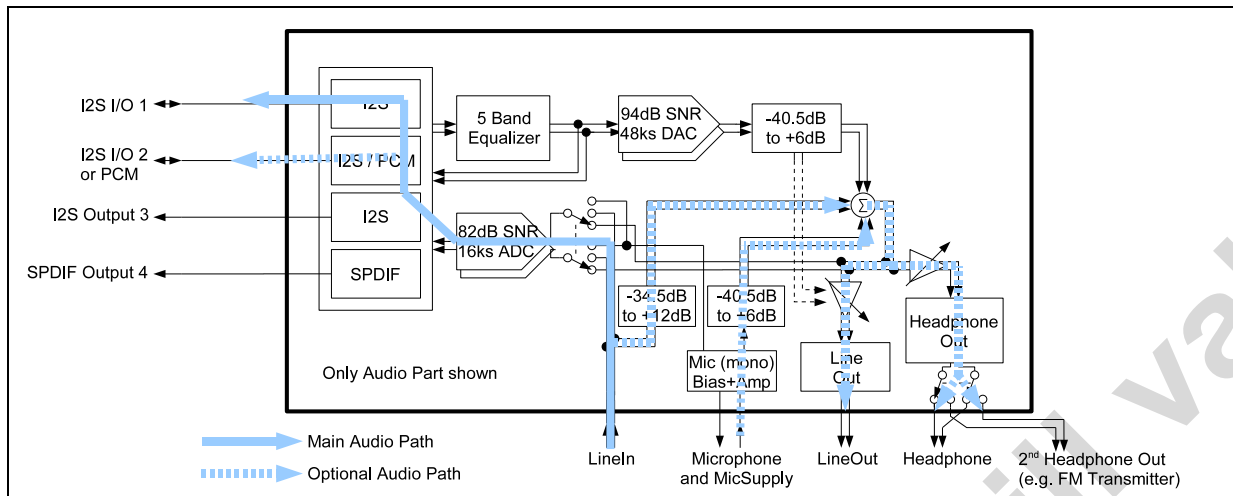 I2S I/O 1
I2S I/O 2
or PCM
I2S Output 3
SPDIF Output 4
I2S
I2S / PCM
I2S
SPDIF
5 Band
Equalizer
94dB SNR
48ks DAC
-40.5dB
to +6dB
Σ
82dB SNR
16ks ADC
-34.5dB
to +12dB
-40.5dB
to +6dB
Mic (mono)
Bias+Amp
Line
Out
Headphone
Out
Only Audio Part shown
Main Audio Path
Optional Audio Path
LineIn
Microphone
and MicSupply
LineOut
Headphone
2nd Headphone Out
(e.g. FM Transmitter)